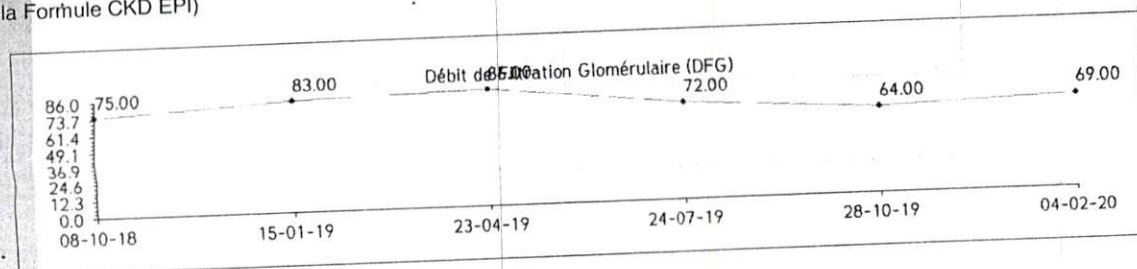 la Formule CKD EPI)
Débit de Filtration Glomérulaire (DFG)
75.00 83.00 86.00 72.00 64.00 69.00
86.0
73.7
61.4
49.1
36.9
24.6
12.3
0.0
08-10-18 15-01-19 23-04-19 24-07-19 28-10-19 04-02-20